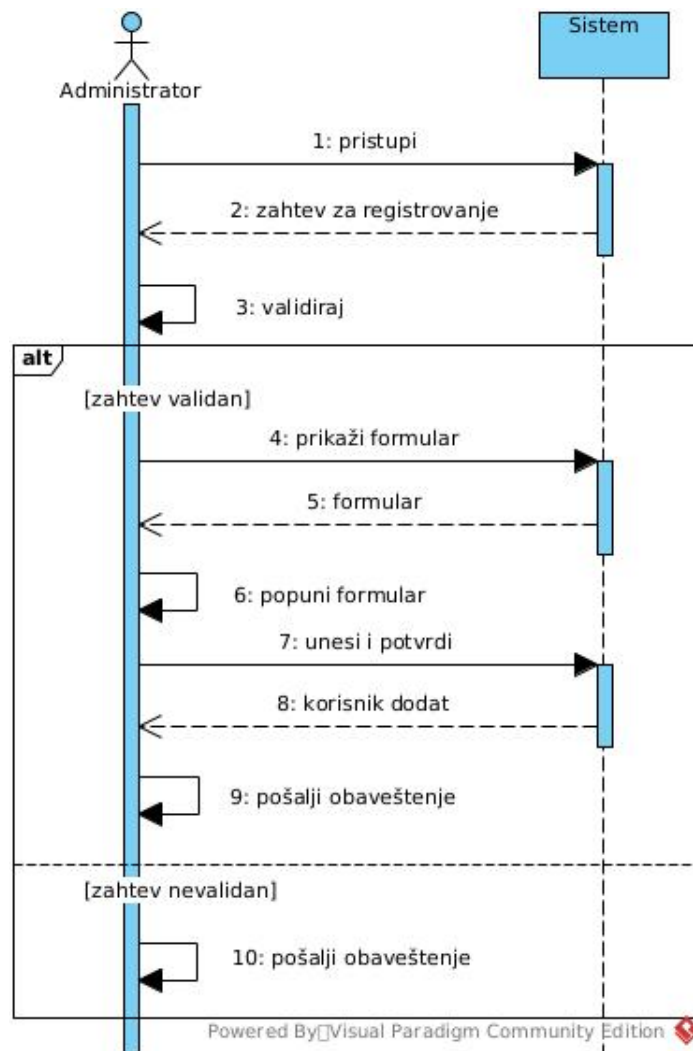 Sistem
Administrator
1: pristupi
2: zahtev za registrovanje
3: validiraj
alt
[zahtev validan]
4: prikaži formular
5: formular
6: popuni formular
7: unesi i potvrdi
8: korisnik dodat
9: pošalji obaveštenje
[zahtev nevalidan]
10: pošalji obaveštenje
Powered By Visual Paradigm Community Edition